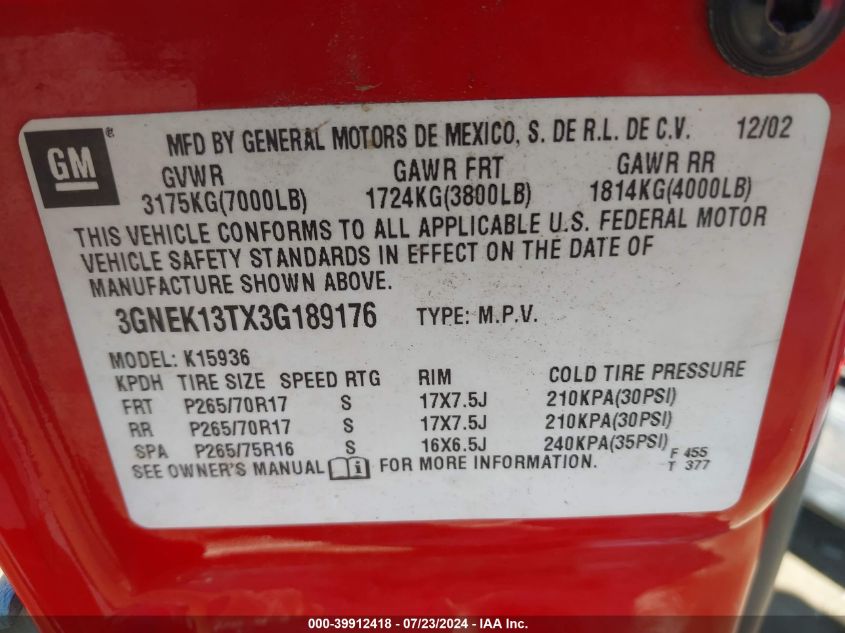 GM®
MFD BY GENERAL MOTORS DE MEXICO, S. DE R.L. DE C.V. 12/02
GVWR GAWR FRT GAWR RR
3175KG(7000LB) 1724KG(3800LB) 1814KG(4000LB)
THIS VEHICLE CONFORMS TO ALL APPLICABLE U.S. FEDERAL MOTOR
VEHICLE SAFETY STANDARDS IN EFFECT ON THE DATE OF
MANUFACTURE SHOWN ABOVE.
3GNEK13TX3G189176 TYPE: M.P.V.
MODEL: K15936
KPDH TIRE SIZE SPEED RTG RIM COLD TIRE PRESSURE
FRT P265/70R17 S 17X7.5J 210KPA(30PSI)
RR P265/70R17 S 17X7.5J 210KPA(30PSI)
SPA P265/75R16 S 16X6.5J 240KPA(35PSI) F 455
SEE OWNER'S MANUAL i FOR MORE INFORMATION. T 377
000-39912418 - 07/23/2024 - IAA, Inc.